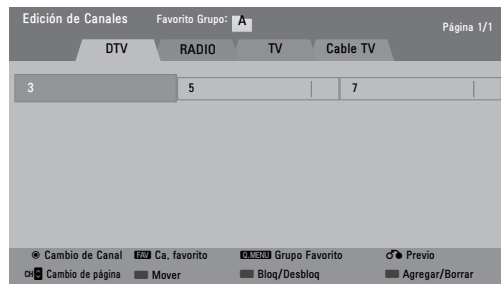 Edición de Canales Favorito Grupo: A Página 1/1
DTV RADIO TV Cable TV
3 5 7
Cambio de Canal FAV Ca. favorito Q.MENU Grupo Favorito Previo
CH Cambio de página Mover Bloq/Desbloq Agregar/Borrar